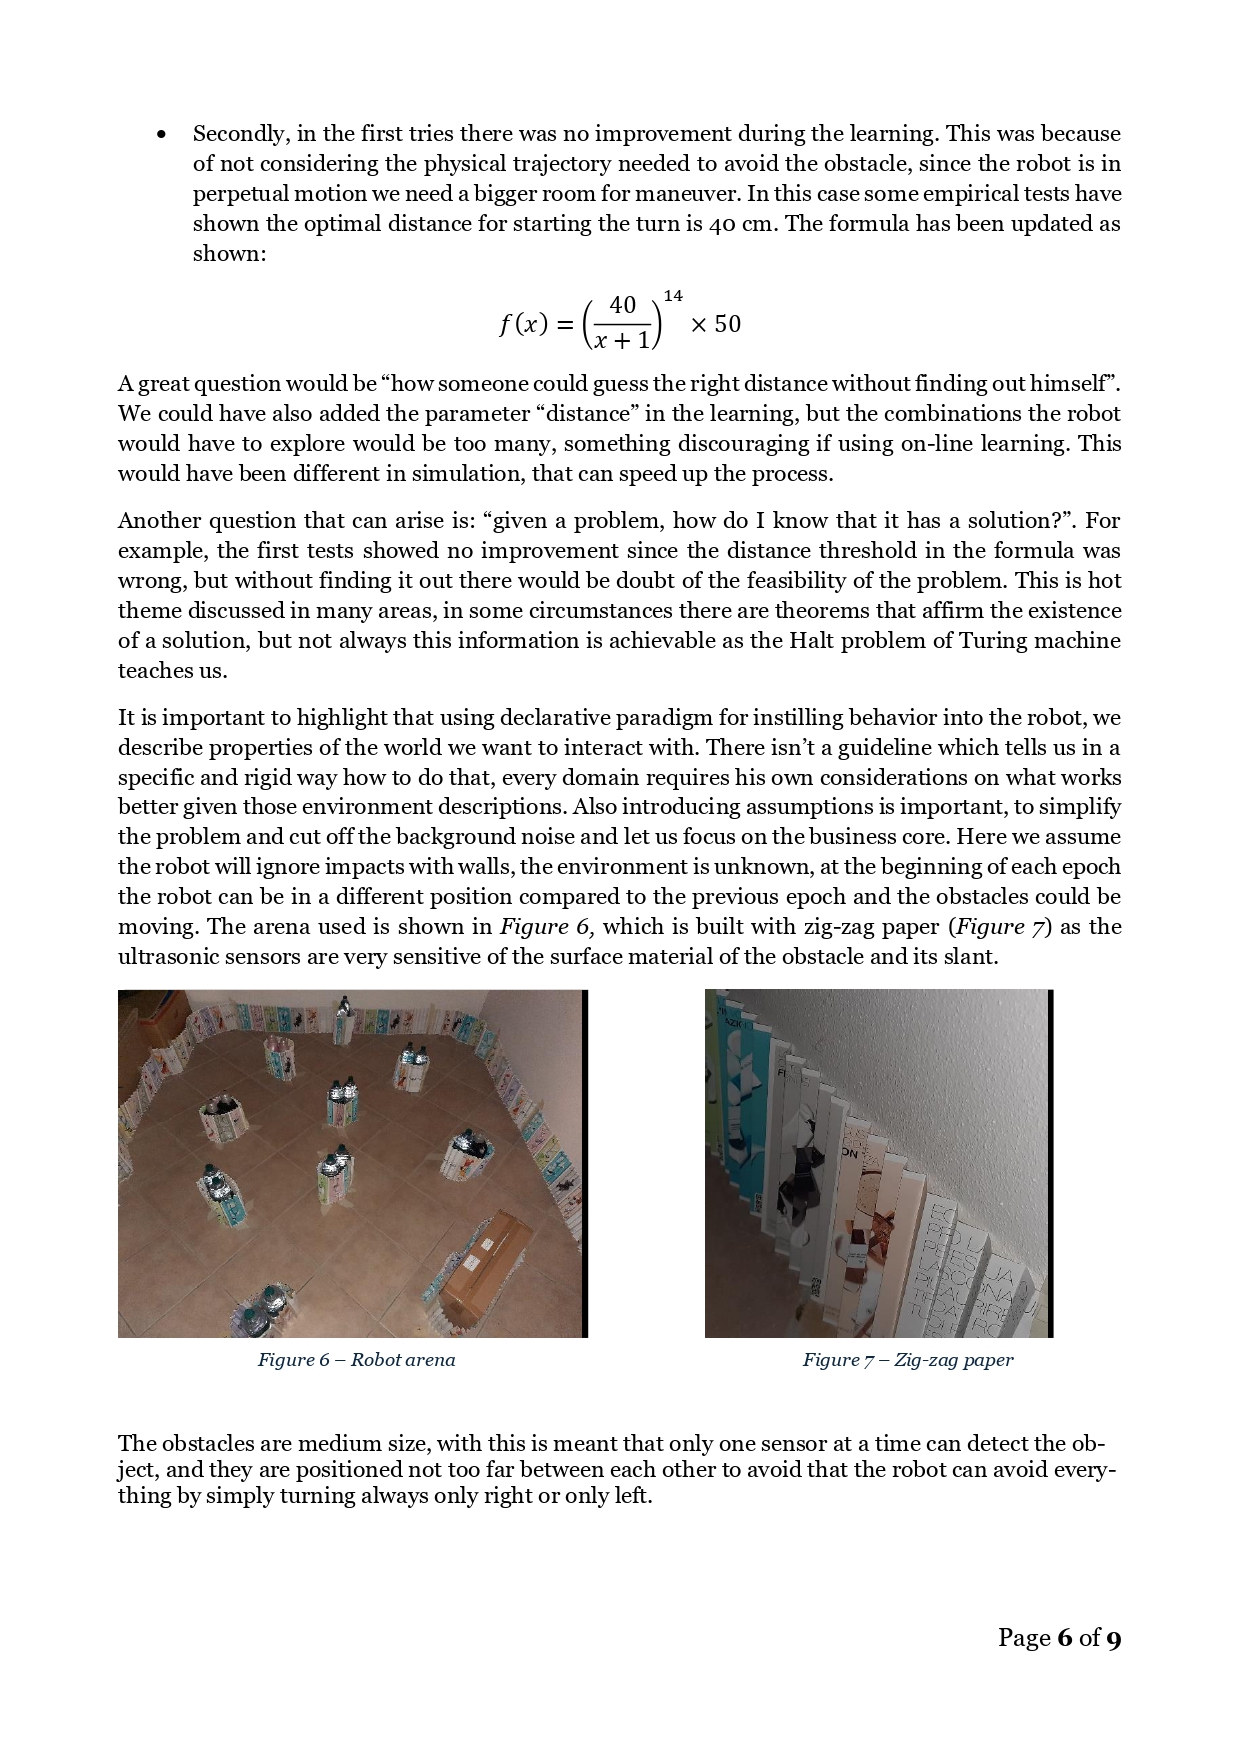 • Secondly, in the first tries there was no improvement during the learning. This was because
of not considering the physical trajectory needed to avoid the obstacle, since the robot is in
perpetual motion we need a bigger room for maneuver. In this case some empirical tests have
shown the optimal distance for starting the turn is 40 cm. The formula has been updated as
shown:
f(x) = (40 / (x + 1))^14 × 50
A great question would be “how someone could guess the right distance without finding out himself”.
We could have also added the parameter “distance” in the learning, but the combinations the robot
would have to explore would be too many, something discouraging if using on-line learning. This
would have been different in simulation, that can speed up the process.
Another question that can arise is: “given a problem, how do I know that it has a solution?”. For
example, the first tests showed no improvement since the distance threshold in the formula was
wrong, but without finding it out there would be doubt of the feasibility of the problem. This is hot
theme discussed in many areas, in some circumstances there are theorems that affirm the existence
of a solution, but not always this information is achievable as the Halt problem of Turing machine
teaches us.
It is important to highlight that using declarative paradigm for instilling behavior into the robot, we
describe properties of the world we want to interact with. There isn’t a guideline which tells us in a
specific and rigid way how to do that, every domain requires his own considerations on what works
better given those environment descriptions. Also introducing assumptions is important, to simplify
the problem and cut off the background noise and let us focus on the business core. Here we assume
the robot will ignore impacts with walls, the environment is unknown, at the beginning of each epoch
the robot can be in a different position compared to the previous epoch and the obstacles could be
moving. The arena used is shown in Figure 6, which is built with zig-zag paper (Figure 7) as the
ultrasonic sensors are very sensitive of the surface material of the obstacle and its slant.
Figure 6 – Robot arena
Figure 7 – Zig-zag paper
The obstacles are medium size, with this is meant that only one sensor at a time can detect the ob-
ject, and they are positioned not too far between each other to avoid that the robot can avoid every-
thing by simply turning always only right or only left.
Page 6 of 9